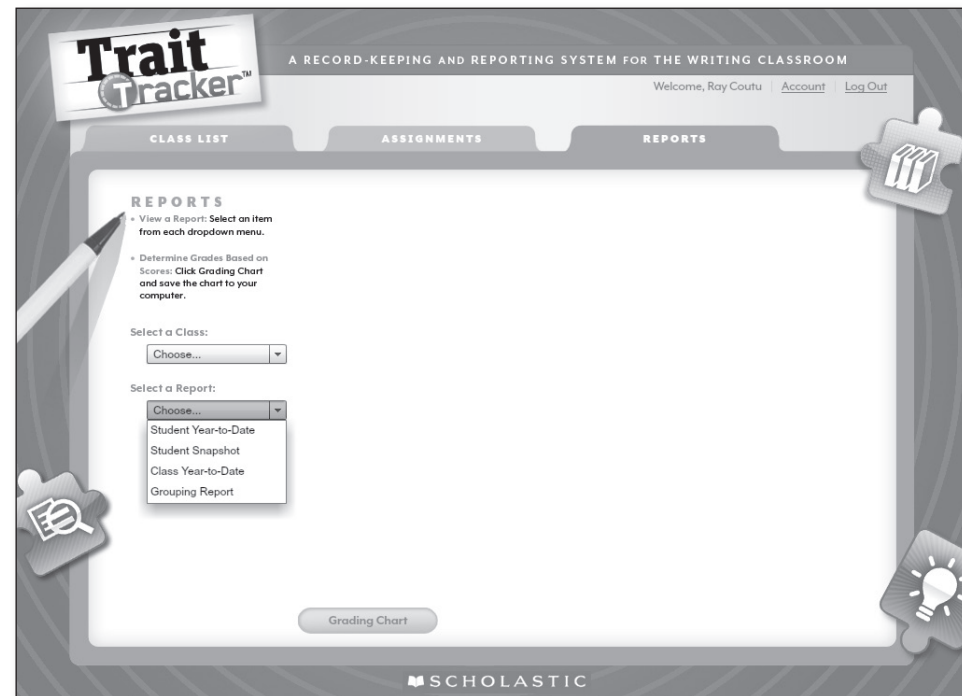 Trait
Tracker™
A RECORD-KEEPING AND REPORTING SYSTEM FOR THE WRITING CLASSROOM
Welcome, Ray Coutu | Account | Log Out
CLASS LIST
ASSIGNMENTS
REPORTS
REPORTS
• View a Report: Select an item
from each dropdown menu.
• Determine Grades Based on
Scores: Click Grading Chart
and save the chart to your
computer.
Select a Class:
Choose...
Select a Report:
Choose...
Student Year-to-Date
Student Snapshot
Class Year-to-Date
Grouping Report
Grading Chart
SCHOLASTIC